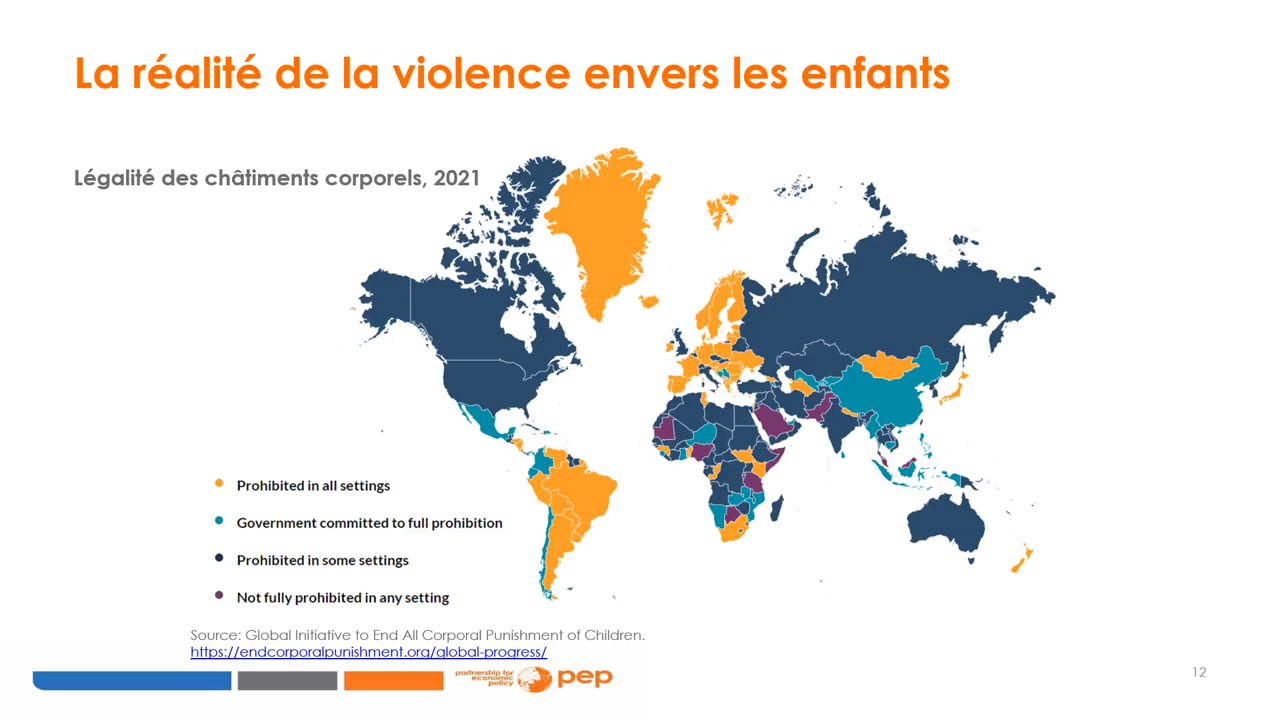 La réalité de la violence envers les enfants
Légalité des châtiments corporels, 2021
Prohibited in all settings
Government committed to full prohibition
Prohibited in some settings
Not fully prohibited in any setting
Source: Global Initiative to End All Corporal Punishment of Children.
https://endcorporalpunishment.org/global-progress/
partnership for
economic
policy
pep
12